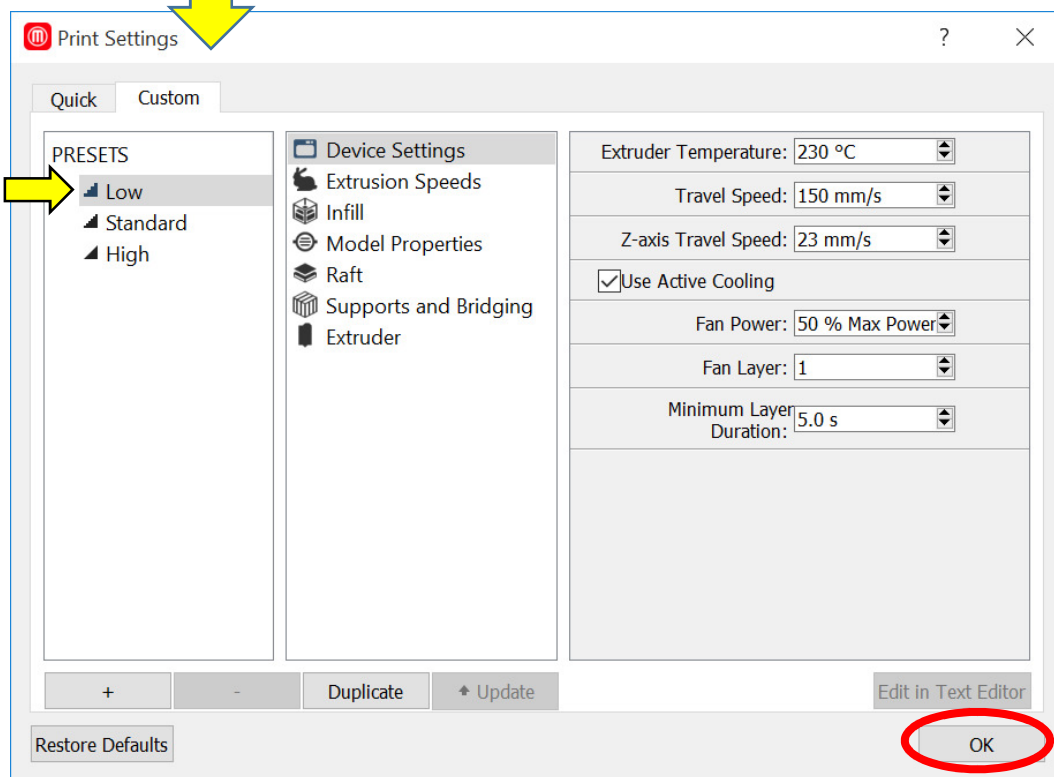 Print Settings
?
Quick
Custom
PRESETS
Low
Standard
High
Device Settings
Extrusion Speeds
Infill
Model Properties
Raft
Supports and Bridging
Extruder
Extruder Temperature: 230 °C
Travel Speed: 150 mm/s
Z-axis Travel Speed: 23 mm/s
Use Active Cooling
Fan Power: 50 % Max Power
Fan Layer: 1
Minimum Layer
Duration: 5.0 s
+
-
Duplicate
Update
Edit in Text Editor
Restore Defaults
OK